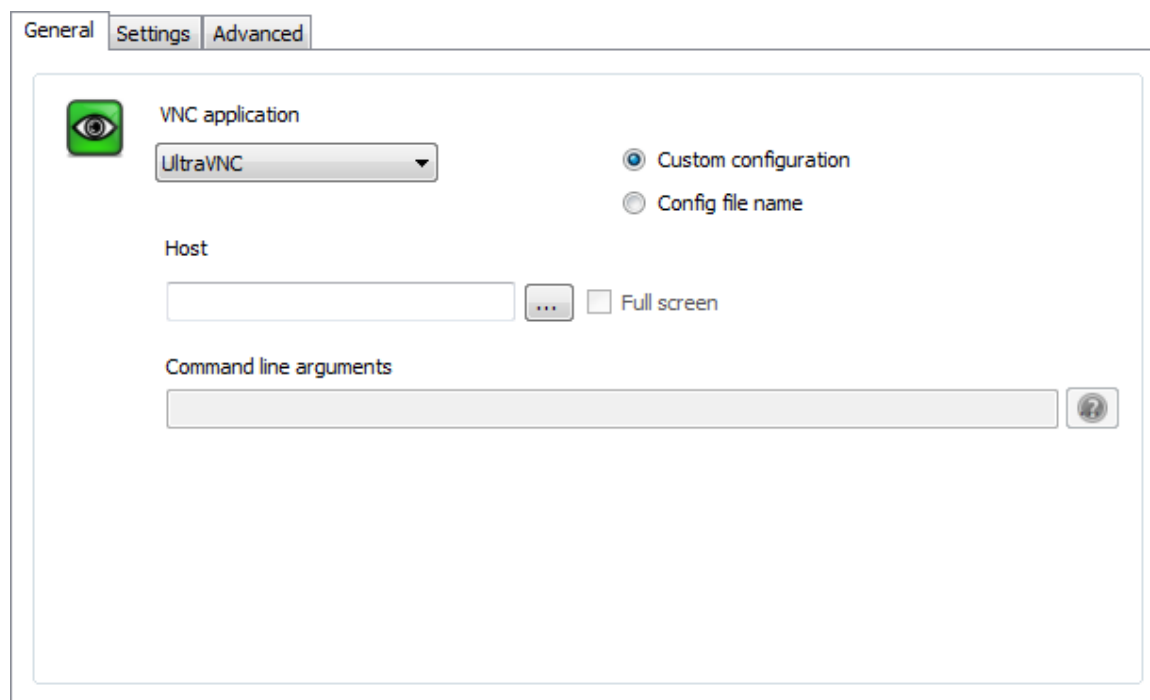 General Settings Advanced
VNC application
UltraVNC
Custom configuration
Config file name
Host
... Full screen
Command line arguments
?